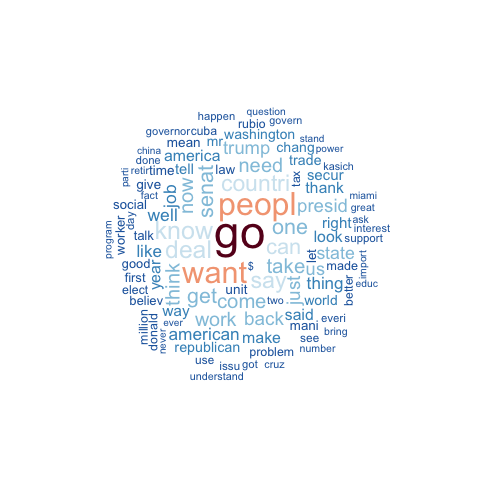 question
happen
govern
rubio
governor
cuba
washington
stand
mean
mr
trump
chang
power
china
america
need
trade
kasich
done
parti
retir
time
tell
law
tax
secur
fact
give
job
now
senat
countri
thank
miami
social
well
peopl
presid
great
program
worker
day
know
one
right
ask
interest
talk
go
can
look
support
like
deal
let
state
good
year
think
want
$
take
us
made
import
first
say
just
thing
better
educ
elect
get
unit
believ
come
two
world
way
million
donald
never
ever
work
back
said
everi
mani
bring
american
make
see
republican
problem
number
use
issu
got
cruz
understand